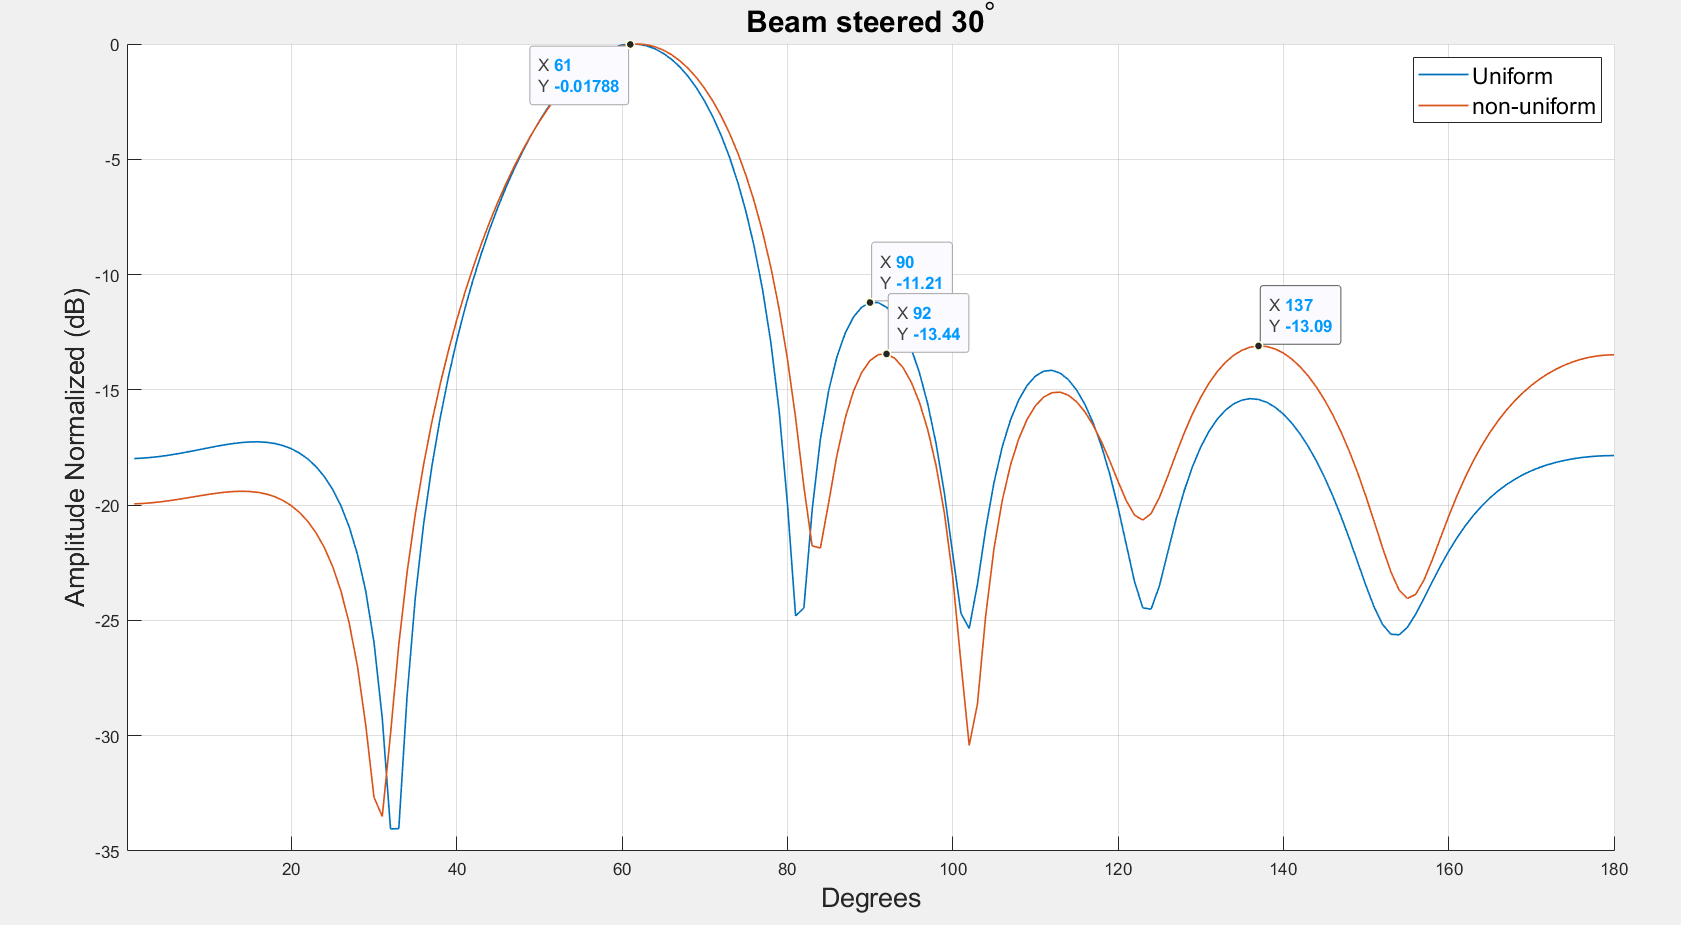 Beam steered 30°
Amplitude Normalized (dB)
0
-5
-10
-15
-20
-25
-30
-35
X 61
Y -0.01788
X 90
Y -11.21
X 92
Y -13.44
X 137
Y -13.09
Uniform
non-uniform
20 40 60 80 100 120 140 160 180
Degrees